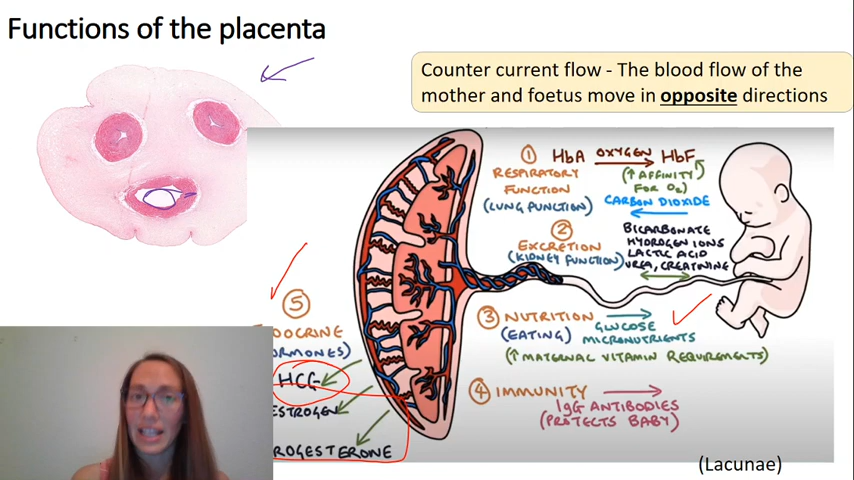 Functions of the placenta
Counter current flow - The blood flow of the
mother and foetus move in opposite directions
① HbA OXYGEN HbF
RESPIRATORY
FUNCTION
(LUNG FUNCTION)
(↑ AFFINITY
FOR O₂)
CARBON DIOXIDE
② EXCRETION
(KIDNEY FUNCTION)
BICARBONATE
HYDROGEN IONS
LACTIC ACID
UREA, CREATININE
③ NUTRITION
(EATING)
GLUCOSE
MICRONUTRIENTS
(↑ MATERNAL VITAMIN REQUIREMENTS)
④ IMMUNITY
IgG ANTIBODIES
(PROTECTS BABY)
⑤
DOCRINE
ORMONES)
HCG
ESTROGEN
ROGESTERONE
(Lacunae)